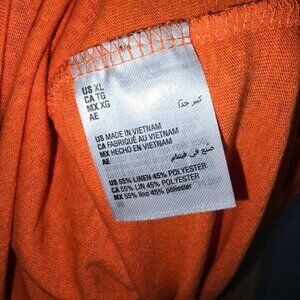 US XL
CA TG
MX XG
AE كبير جدًا
US MADE IN VIETNAM
CA FABRIQUÉ AU VIETNAM
MX HECHO EN VIETNAM
AE صنع في فيتنام
US 55% LINEN 45% POLYESTER
CA 55% LIN 45% POLYESTER
MX 55% lino 45% poliéster